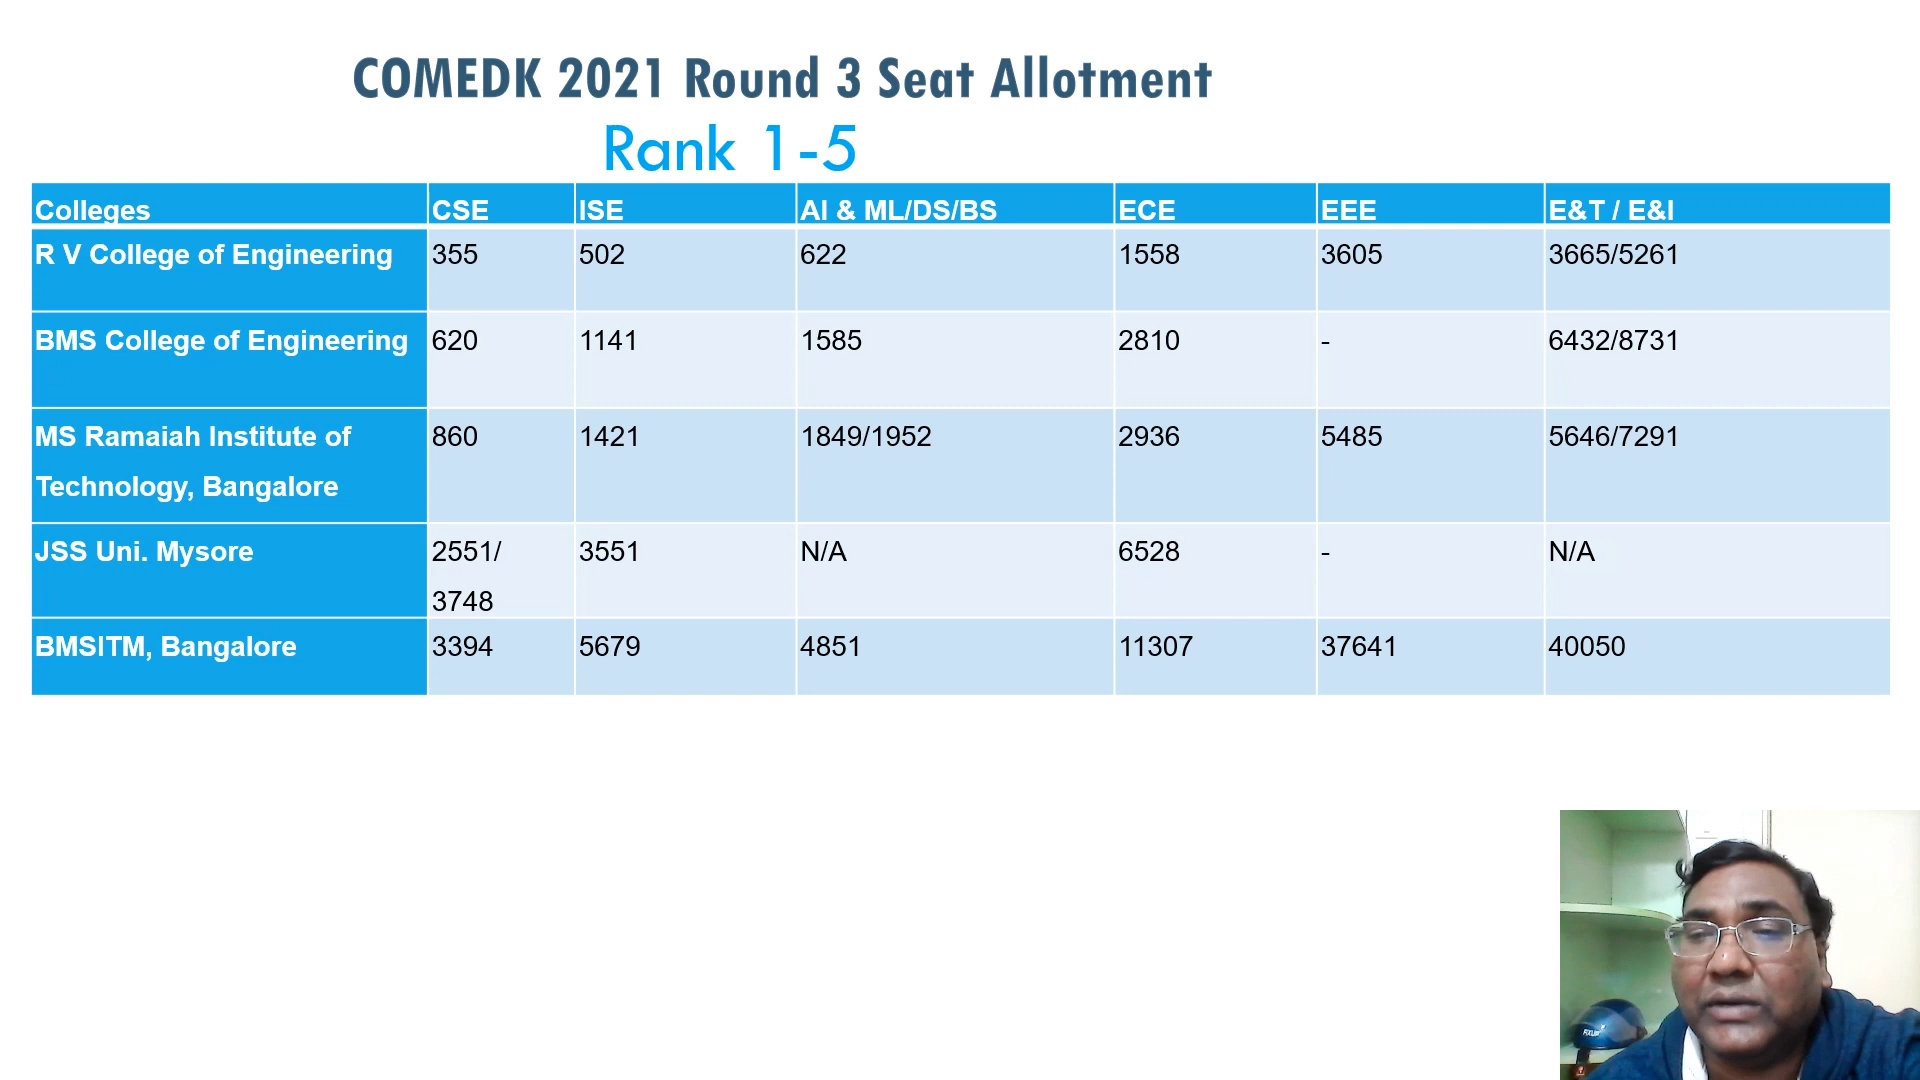 COMEDK 2021 Round 3 Seat Allotment
Rank 1-5
Colleges CSE ISE AI & ML/DS/BS ECE EEE E&T / E&I
R V College of Engineering 355 502 622 1558 3605 3665/5261
BMS College of Engineering 620 1141 1585 2810 - 6432/8731
MS Ramaiah Institute of 860 1421 1849/1952 2936 5485 5646/7291
Technology, Bangalore
JSS Uni. Mysore 2551/ 3551 N/A 6528 - N/A
3748
BMSITM, Bangalore 3394 5679 4851 11307 37641 40050